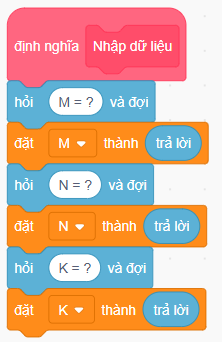 định nghĩa Nhập dữ liệu
hỏi M = ? và đợi
đặt M thành trả lời
hỏi N = ? và đợi
đặt N thành trả lời
hỏi K = ? và đợi
đặt K thành trả lời